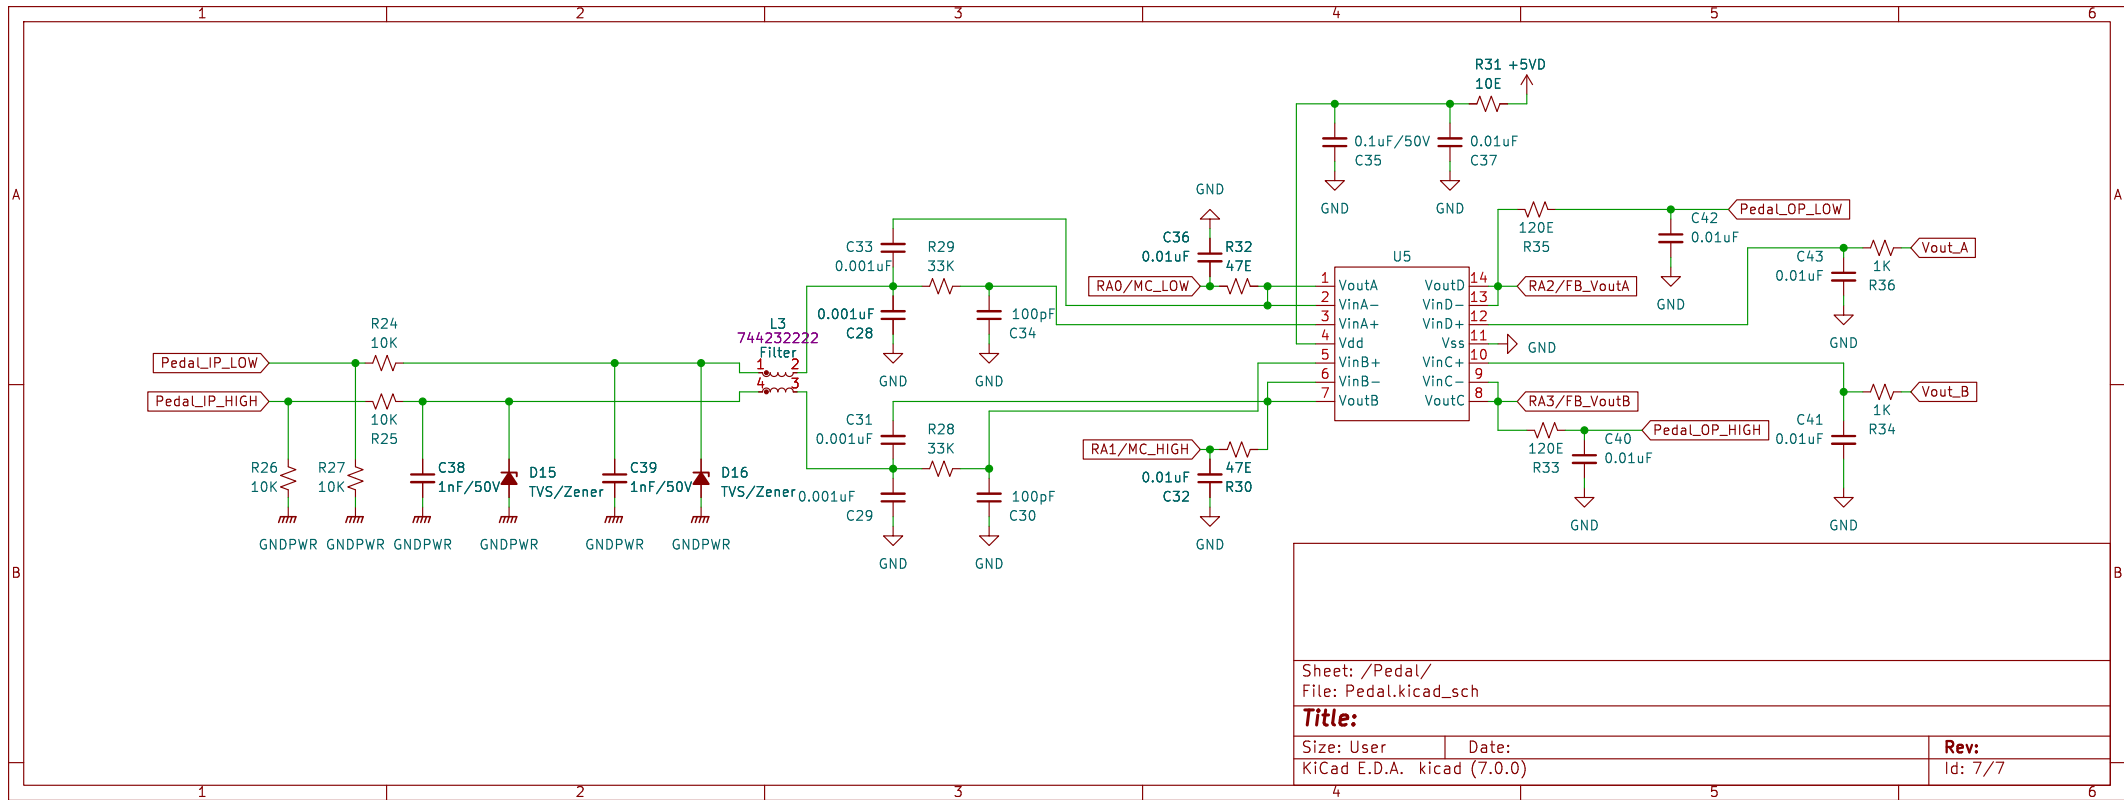 1 2 3 4 5 6
A A
B B
R31 +5VD
10E
0.1uF/50V
C35
0.01uF
C37
GND
GND
GND
C36
0.01uF
R32
47E
RA0/MC_LOW
C33
0.001uF
R29
33K
0.001uF
C28
100pF
C34
GND
GND
R24
10K
L3
744232222
Filter
1 2
4 3
Pedal_IP_LOW
Pedal_IP_HIGH
10K
R25
R26
10K
R27
10K
C38
1nF/50V
D15
TVS/Zener
C39
1nF/50V
D16
TVS/Zener
GNDPWR
GNDPWR
GNDPWR
GNDPWR
GNDPWR
GNDPWR
C31
0.001uF
R28
33K
0.001uF
C29
100pF
C30
GND
GND
RA1/MC_HIGH
0.01uF
C32
47E
R30
GND
U5
1 VoutA
2 VinA-
3 VinA+
4 Vdd
5 VinB+
6 VinB-
7 VoutB
VoutD 14
VinD- 13
VinD+ 12
Vss 11
VinC+ 10
VinC- 9
VoutC 8
GND
120E
R35
C42
0.01uF
GND
Pedal_OP_LOW
RA2/FB_VoutA
C43
0.01uF
GND
1K
R36
Vout_A
RA3/FB_VoutB
120E
R33
C40
0.01uF
GND
Pedal_OP_HIGH
C41
0.01uF
GND
1K
R34
Vout_B
Sheet: /Pedal/
File: Pedal.kicad_sch
Title:
Size: User Date: Rev:
KiCad E.D.A. kicad (7.0.0) Id: 7/7
1 2 3 4 5 6